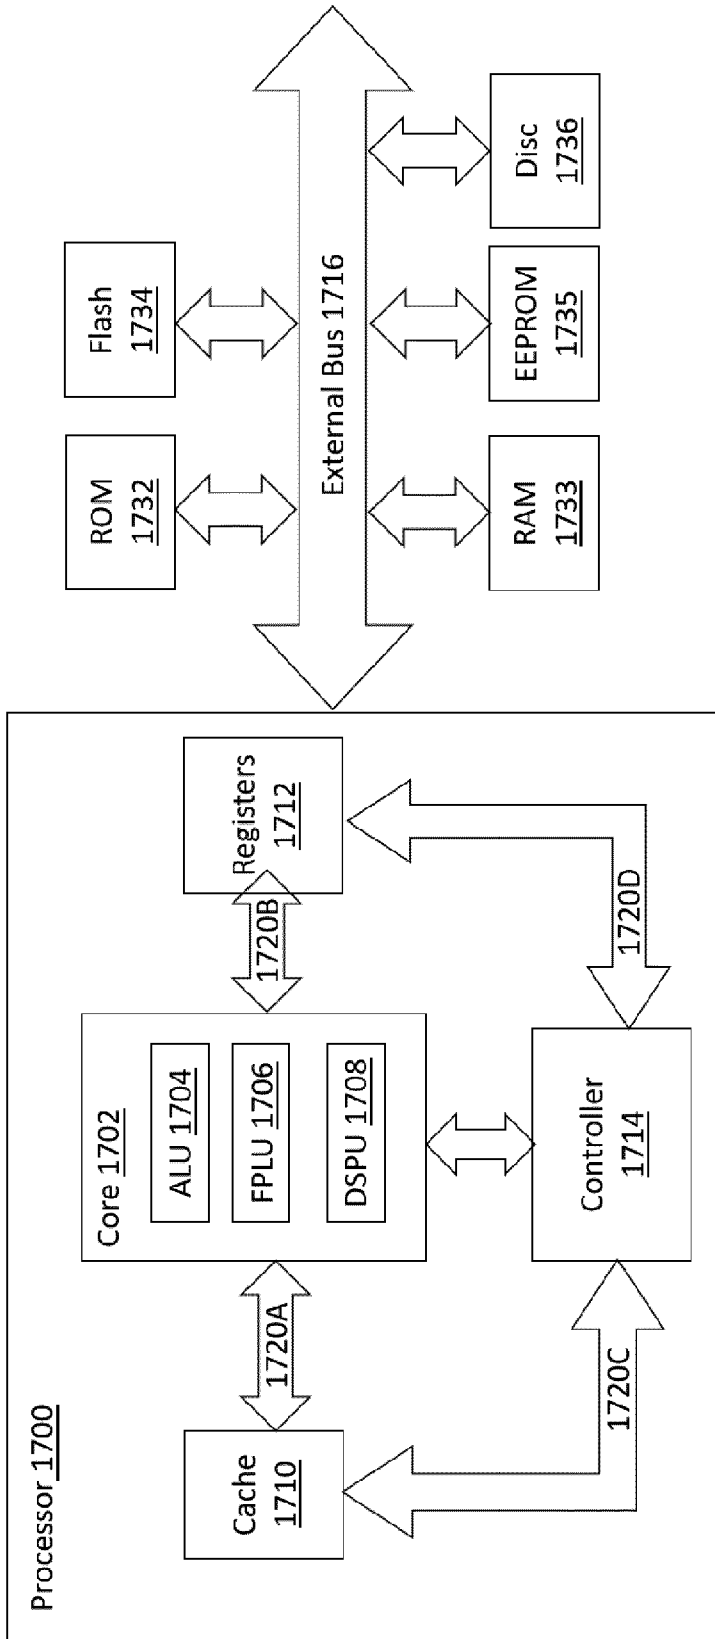 Processor 1700
Cache
1710
1720A
Core 1702
ALU 1704
FPLU 1706
DSPU 1708
1720B
Registers
1712
1720C
Controller
1714
1720D
ROM
1732
Flash
1734
External Bus 1716
RAM
1733
EEPROM
1735
Disc
1736